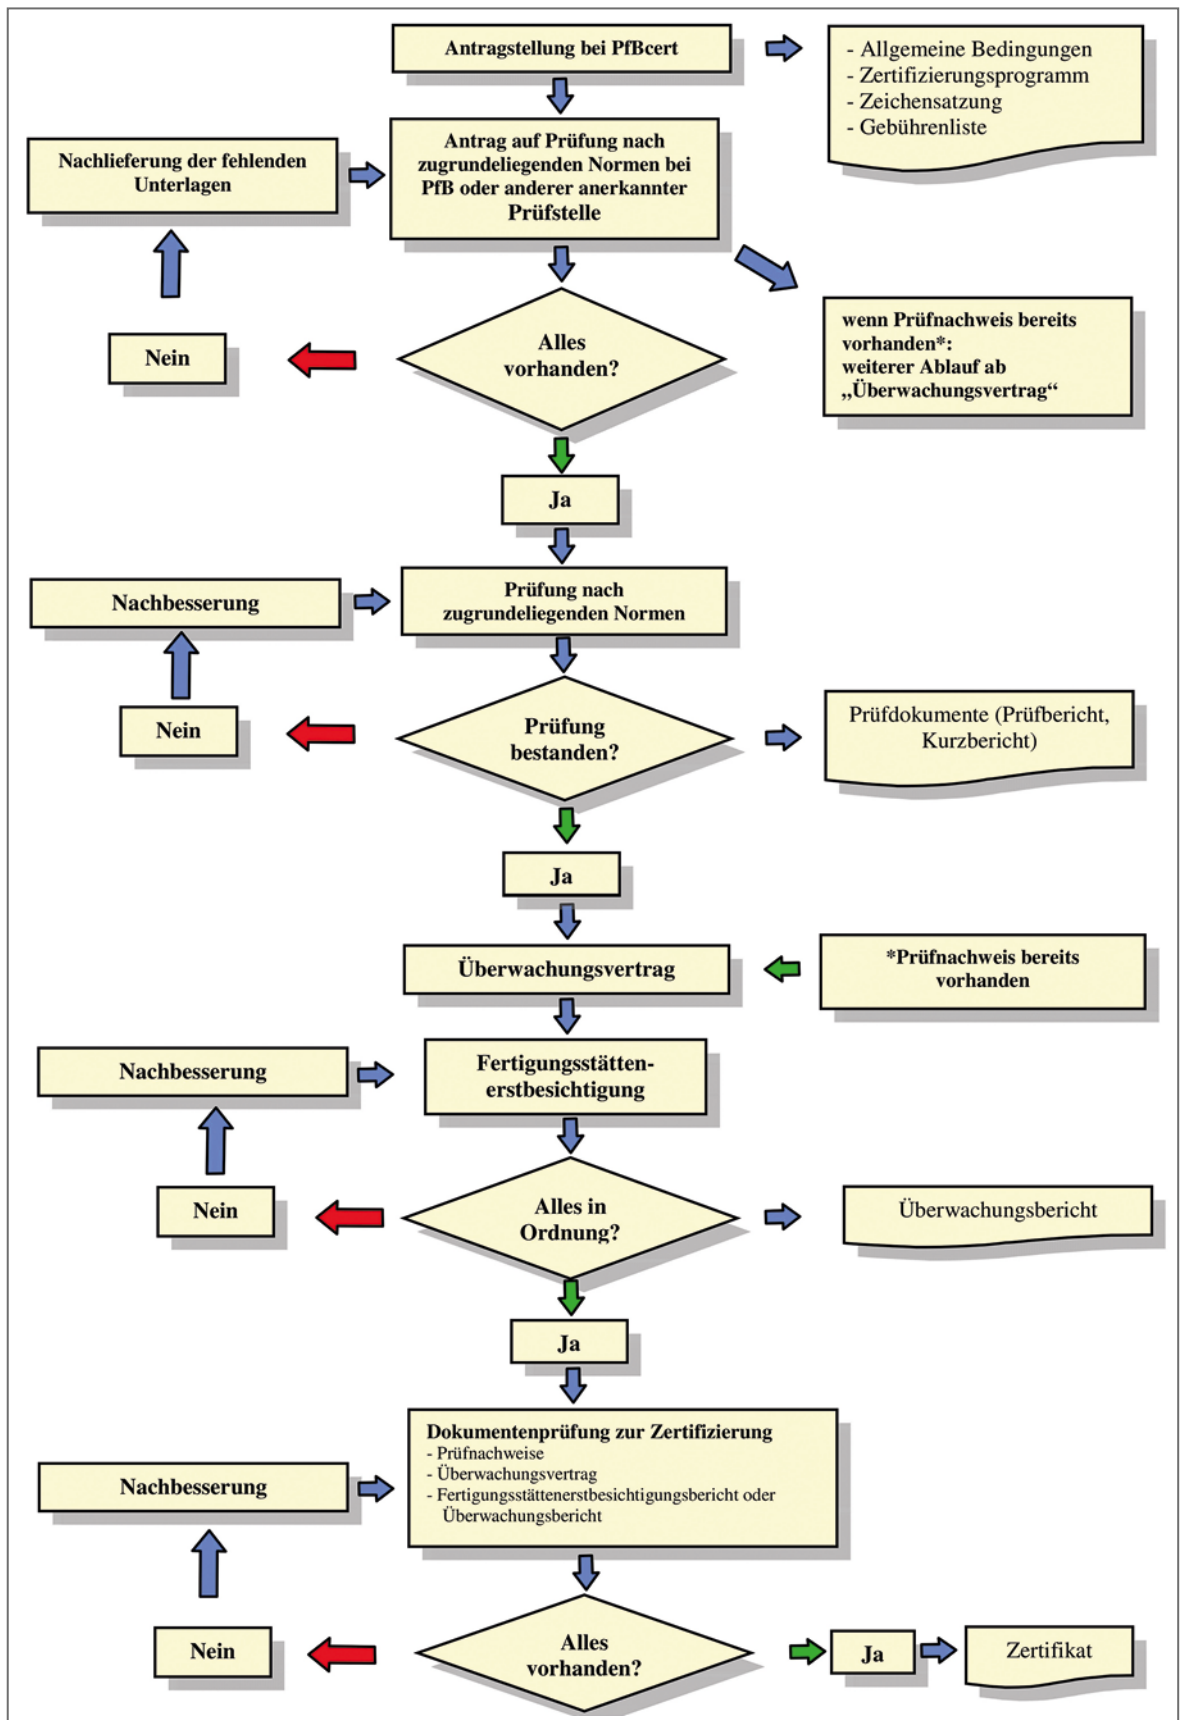 Antragstellung bei PfBcert
- Allgemeine Bedingungen
- Zertifizierungsprogramm
- Zeichensatzung
- Gebührenliste
Nachlieferung der fehlenden
Unterlagen
Antrag auf Prüfung nach
zugrundeliegenden Normen bei
PfB oder anderer anerkannter
Prüfstelle
wenn Prüfnachweis bereits
vorhanden*:
weiterer Ablauf ab
„Überwachungsvertrag“
Nein
Alles
vorhanden?
Ja
Nachbesserung
Prüfung nach
zugrundeliegenden Normen
Nein
Prüfung
bestanden?
Prüfdokumente (Prüfbericht,
Kurzbericht)
Ja
Überwachungsvertrag
*Prüfnachweis bereits
vorhanden
Nachbesserung
Fertigungsstätten-
erstbesichtigung
Nein
Alles in
Ordnung?
Überwachungsbericht
Ja
Nachbesserung
Dokumentenprüfung zur Zertifizierung
- Prüfnachweise
- Überwachungsvertrag
- Fertigungsstättenerstbesichtigungsbericht oder
Überwachungsbericht
Nein
Alles
vorhanden?
Ja
Zertifikat